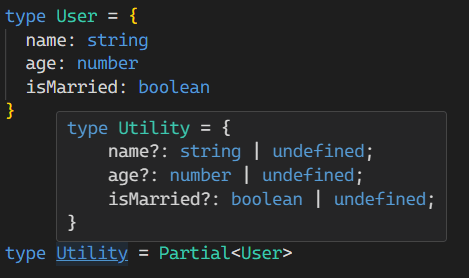 type User = {
  name: string
  age: number
  isMarried: boolean
}
type Utility = {
    name?: string | undefined;
    age?: number | undefined;
    isMarried?: boolean | undefined;
}
type Utility = Partial<User>